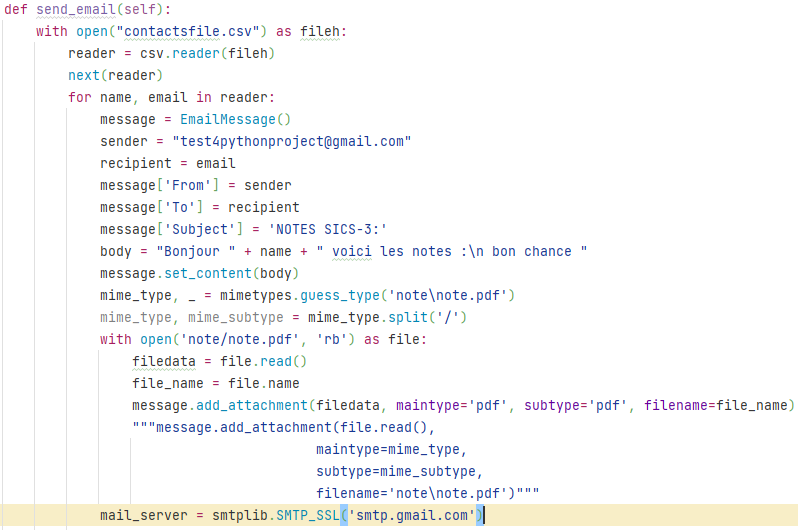 def send_email(self):
    with open("contactsfile.csv") as fileh:
        reader = csv.reader(fileh)
        next(reader)
        for name, email in reader:
            message = EmailMessage()
            sender = "test4pythonproject@gmail.com"
            recipient = email
            message['From'] = sender
            message['To'] = recipient
            message['Subject'] = 'NOTES SICS-3:'
            body = "Bonjour " + name + " voici les notes :\n bon chance "
            message.set_content(body)
            mime_type, _ = mimetypes.guess_type('note\note.pdf')
            mime_type, mime_subtype = mime_type.split('/')
            with open('note/note.pdf', 'rb') as file:
                filedata = file.read()
                file_name = file.name
                message.add_attachment(filedata, maintype='pdf', subtype='pdf', filename=file_name)
                """message.add_attachment(file.read(),
                                       maintype=mime_type,
                                       subtype=mime_subtype,
                                       filename='note\note.pdf')"""
            mail_server = smtplib.SMTP_SSL('smtp.gmail.com')